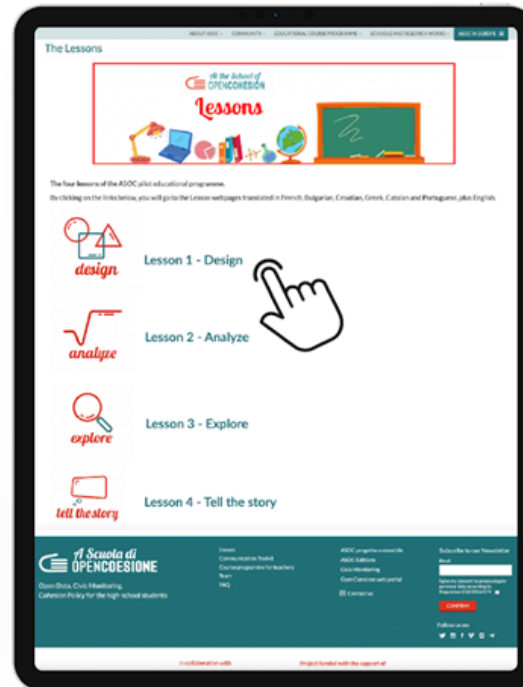 ABOUT ASOC
COMMUNITY
EDUCATIONAL COURSE PROGRAMME
SCHOOLS AND RESEARCH WORKS
ASOC IN EUROPE
The Lessons
At the School of
OPENCOHESION
Lessons
The four lessons of the ASOC pilot educational programme.
By clicking on the links below, you will go to the Lesson webpages translated in French, Bulgarian, Croatian, Greek, Catalan and Portuguese, plus English
design
Lesson 1 - Design
analyze
Lesson 2 - Analyze
explore
Lesson 3 - Explore
tell the story
Lesson 4 - Tell the story
A Scuola di
OPENCOESIONE
Open Data, Civic Monitoring,
Cohesion Policy for the high-school students
Events
Communication Toolkit
Course programme for teachers
Team
FAQ
ASOC Editions
Civic Monitoring
OpenCoesione web portal
Contact us
Subscribe to our Newsletter
Email
CONFIRM
Follow us on:
In collaboration with
Project funded with the support of